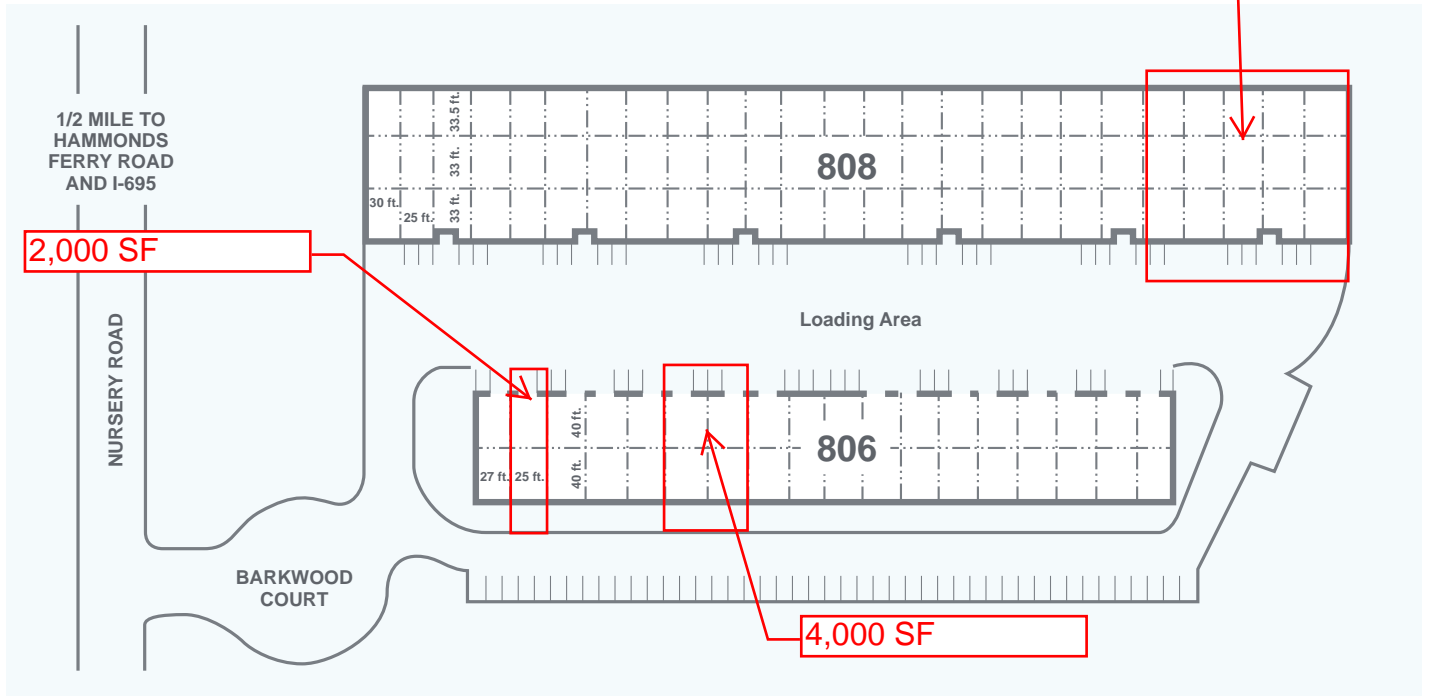 1/2 MILE TO
HAMMONDS
FERRY ROAD
AND I-695
33.5 ft.
33 ft.
33 ft.
808
30 ft.
25 ft.
2,000 SF
Loading Area
NURSERY ROAD
40 ft.
40 ft.
806
27 ft.
25 ft.
BARKWOOD
COURT
4,000 SF